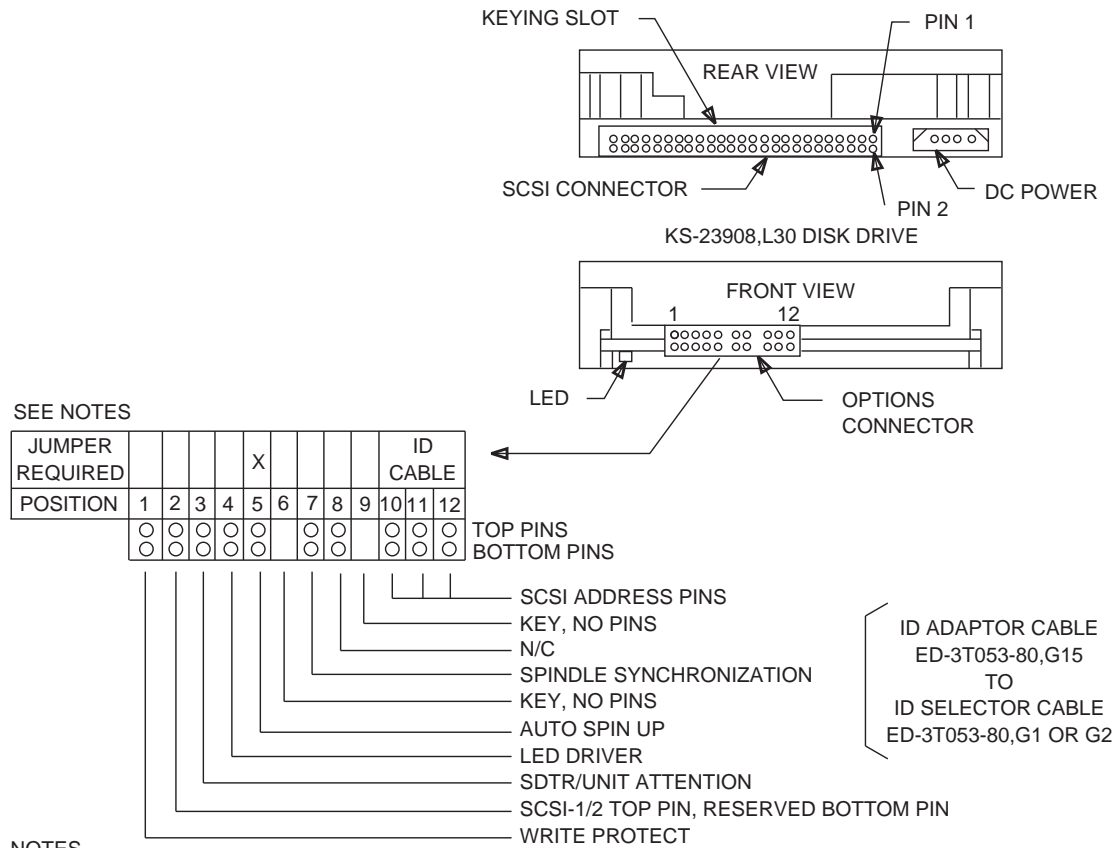 KEYING SLOT
PIN 1
REAR VIEW
SCSI CONNECTOR
DC POWER
PIN 2
KS-23908,L30 DISK DRIVE
FRONT VIEW
1 12
LED
OPTIONS
CONNECTOR
SEE NOTES
JUMPER
REQUIRED
X
ID
CABLE
POSITION 1 2 3 4 5 6 7 8 9 10 11 12
TOP PINS
BOTTOM PINS
SCSI ADDRESS PINS
KEY, NO PINS
N/C
SPINDLE SYNCHRONIZATION
KEY, NO PINS
AUTO SPIN UP
LED DRIVER
SDTR/UNIT ATTENTION
SCSI-1/2 TOP PIN, RESERVED BOTTOM PIN
WRITE PROTECT
ID ADAPTOR CABLE
ED-3T053-80,G15
TO
ID SELECTOR CABLE
ED-3T053-80,G1 OR G2
NOTES